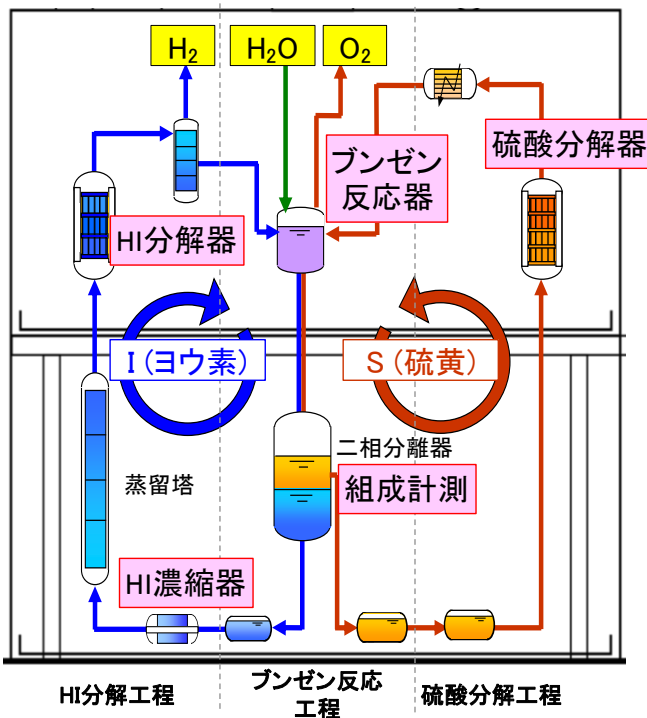 H₂
H₂O
O₂
硫酸分解器
ブンゼン
反応器
HI分解器
I(ヨウ素)
S(硫黄)
二相分離器
組成計測
蒸留塔
HI濃縮器
HI分解工程
ブンゼン反応
工程
硫酸分解工程